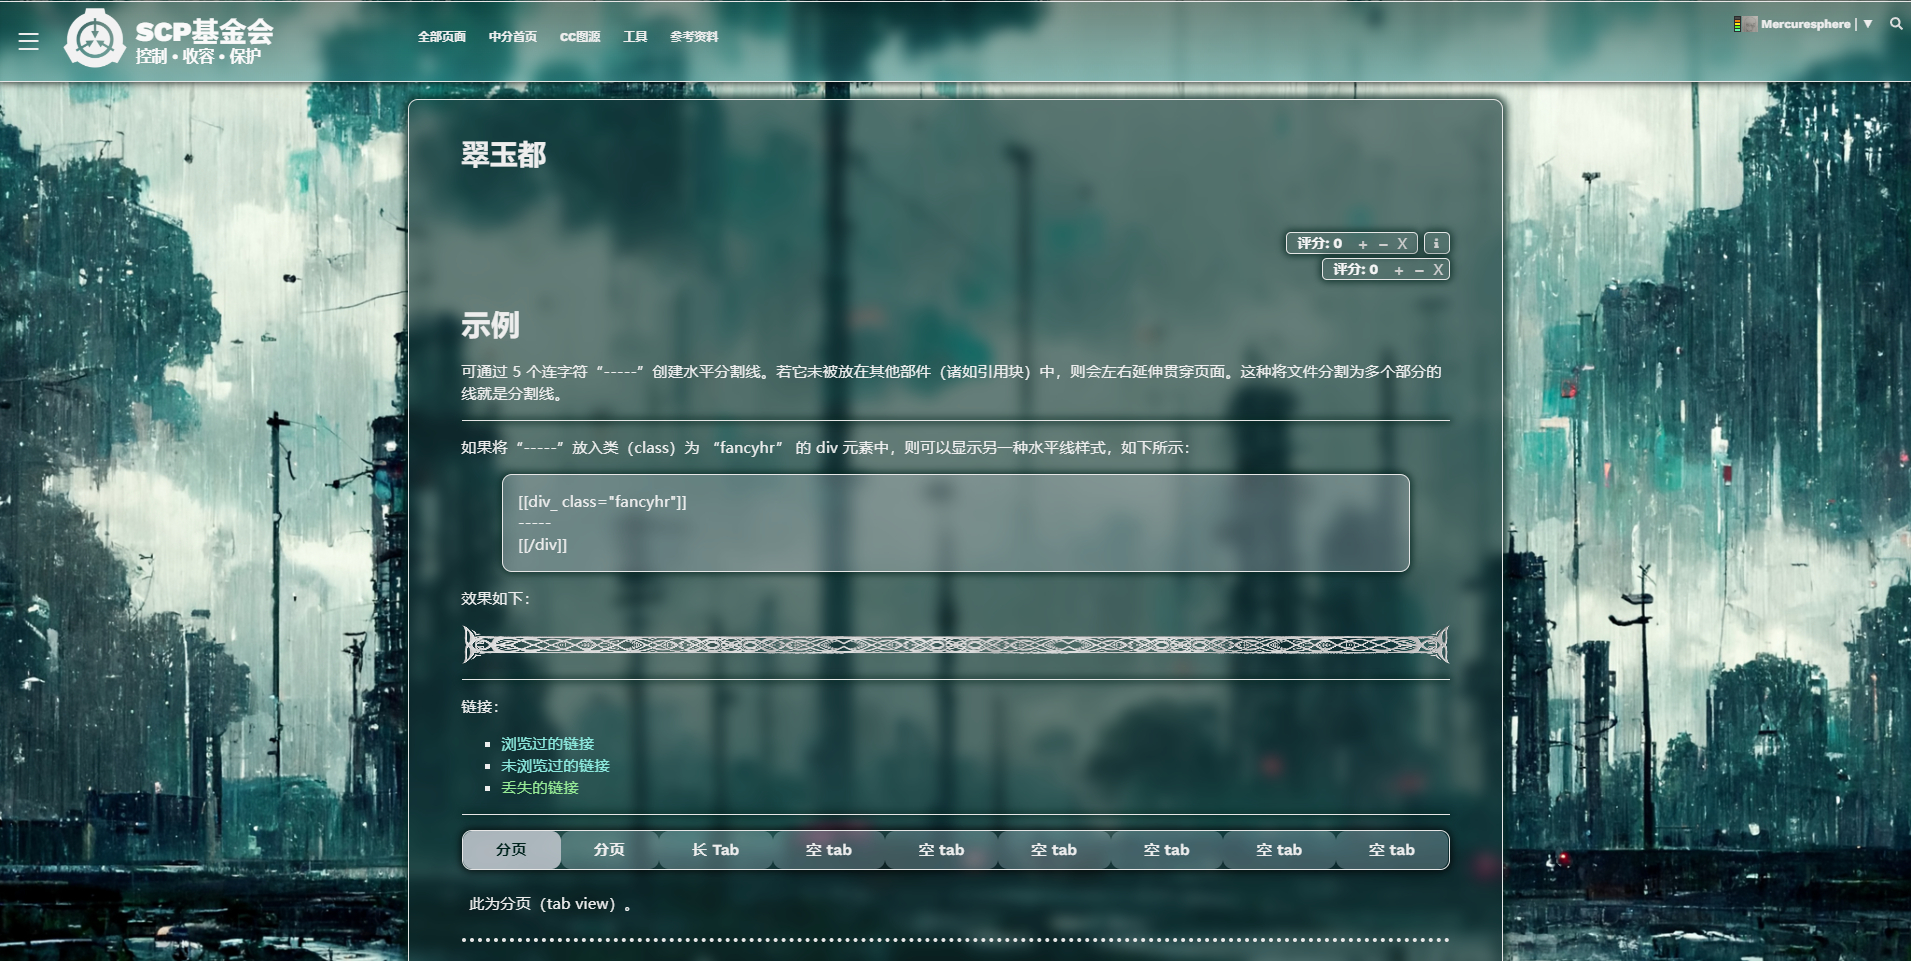 SCP基金会
控制 • 收容 • 保护
全部页面 中分首页 CC图源 工具 参考资料
Mercuresphere | ▼
翠玉都
评分: 0 + – X i
评分: 0 + – X
示例
可通过 5 个连字符“-----”创建水平分割线。若它未被放在其他部件（诸如引用块）中，则会左右延伸贯穿页面。这种将文件分割为多个部分的
线就是分割线。
如果将“-----”放入类（class）为 “fancyhr” 的 div 元素中，则可以显示另一种水平线样式，如下所示：
[[div_ class="fancyhr"]]
-----
[[/div]]
效果如下：
链接：
浏览过的链接
未浏览过的链接
丢失的链接
分页 分页 长 Tab 空 tab 空 tab 空 tab 空 tab 空 tab 空 tab
此为分页（tab view）。